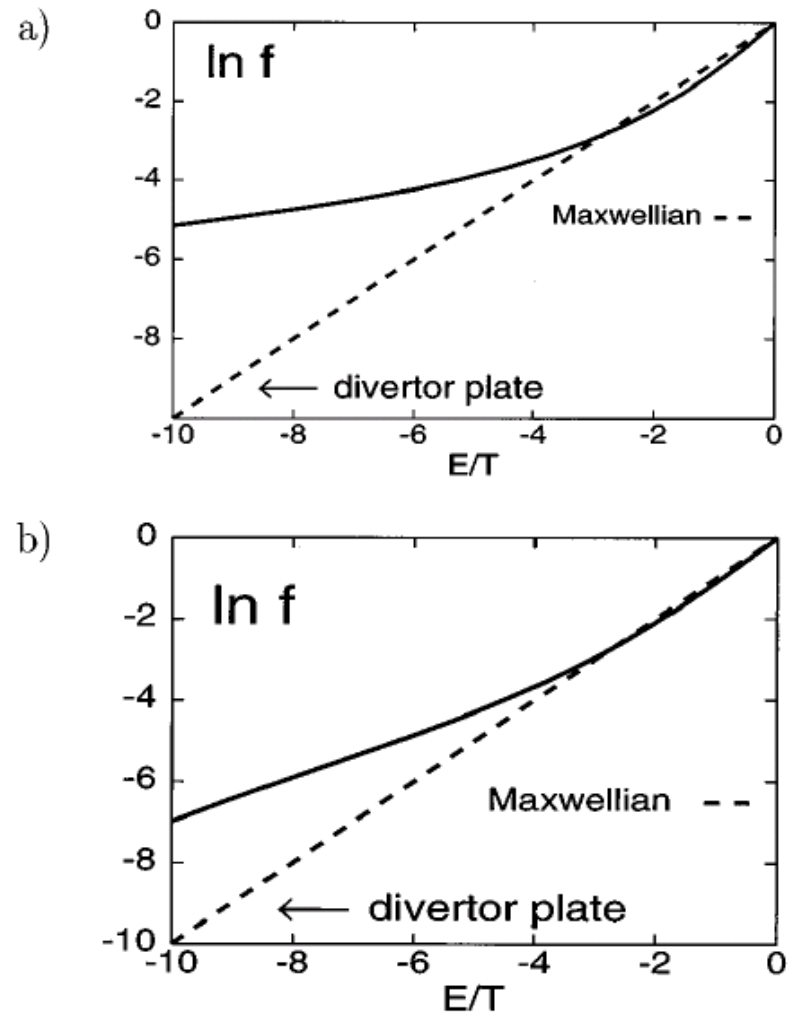 a)
0
ln f
-2
-4
Maxwellian
-6
-8
← divertor plate
-10 -8 -6 -4 -2 0
E/T
b)
0
ln f
-2
-4
-6
Maxwellian
-8
← divertor plate
-10
-10 -8 -6 -4 -2 0
E/T